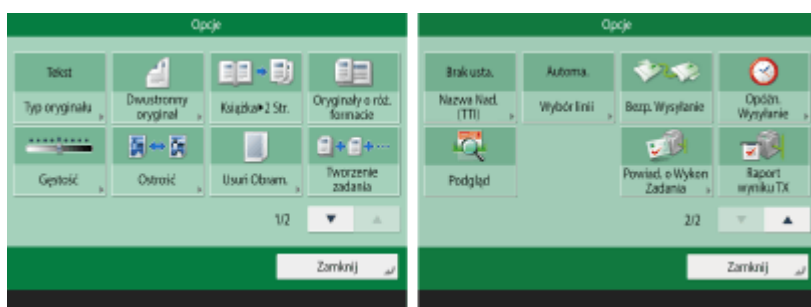 Opcje
Tekst
Typ oryginału
Dwustronny
oryginał
Książka▸2 Str.
Oryginały o róż.
formacie
Gęstość
Ostrość
Usuń Obram.
Tworzenie
zadania
1/2
Zamknij
Opcje
Brak usta.
Nazwa Nad.
(TTI)
Automa.
Wybór linii
Bezp. Wysyłanie
Opóźn.
Wysyłanie
Podgląd
Powiad. o Wykon
Zadania
Raport
wyniku TX
2/2
Zamknij